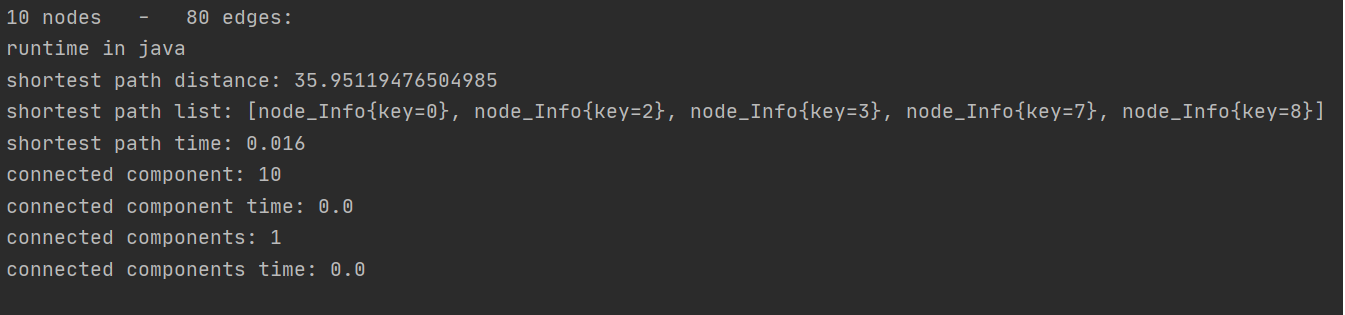 10 nodes   -   80 edges:
runtime in java
shortest path distance: 35.95119476504985
shortest path list: [node_Info{key=0}, node_Info{key=2}, node_Info{key=3}, node_Info{key=7}, node_Info{key=8}]
shortest path time: 0.016
connected component: 10
connected component time: 0.0
connected components: 1
connected components time: 0.0